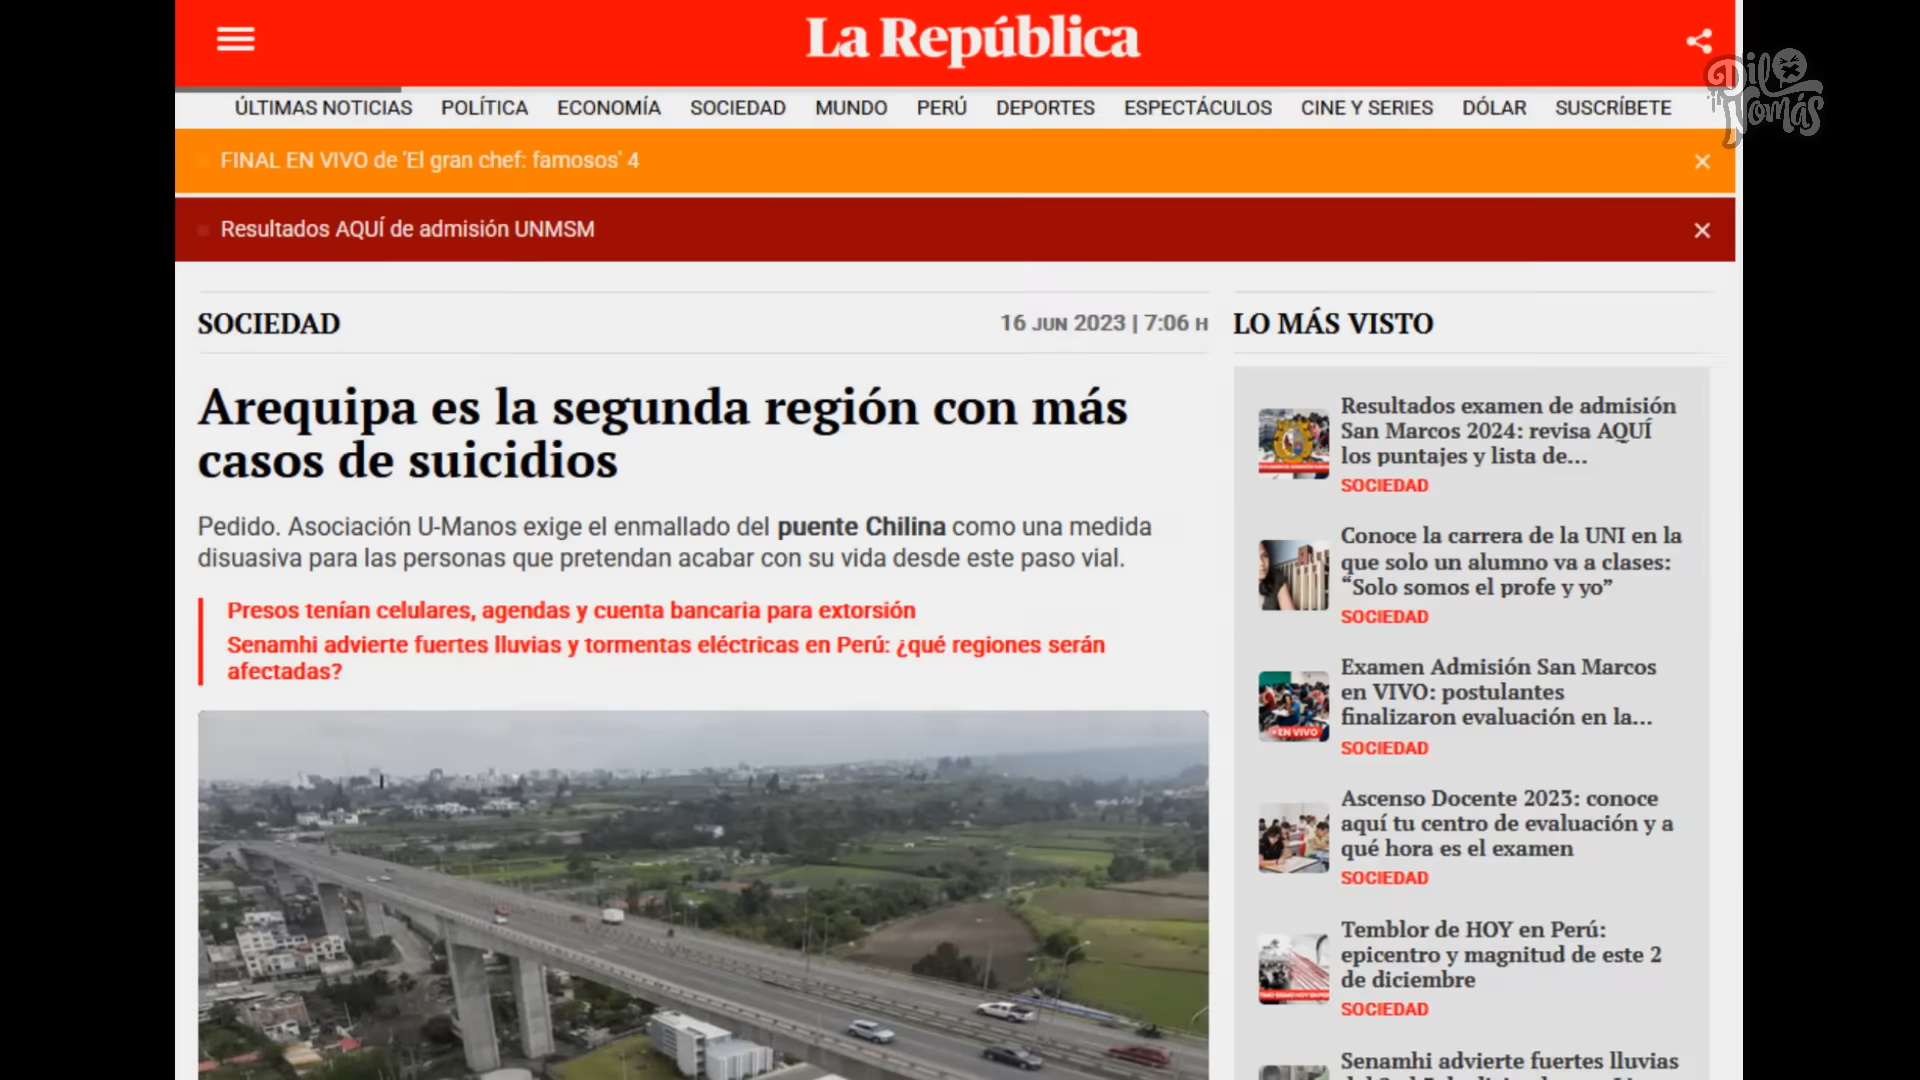 La República
Dilo Nomás
ÚLTIMAS NOTICIAS POLÍTICA ECONOMÍA SOCIEDAD MUNDO PERÚ DEPORTES ESPECTÁCULOS CINE Y SERIES DÓLAR SUSCRÍBETE
FINAL EN VIVO de 'El gran chef: famosos' 4
Resultados AQUÍ de admisión UNMSM
SOCIEDAD
16 JUN 2023 | 7:06 H
Arequipa es la segunda región con más
casos de suicidios
Pedido. Asociación U-Manos exige el enmallado del puente Chilina como una medida
disuasiva para las personas que pretendan acabar con su vida desde este paso vial.
Presos tenían celulares, agendas y cuenta bancaria para extorsión
Senamhi advierte fuertes lluvias y tormentas eléctricas en Perú: ¿qué regiones serán
afectadas?
LO MÁS VISTO
Resultados examen de admisión
San Marcos 2024: revisa AQUÍ
los puntajes y lista de...
SOCIEDAD
Conoce la carrera de la UNI en la
que solo un alumno va a clases:
“Solo somos el profe y yo”
SOCIEDAD
Examen Admisión San Marcos
en VIVO: postulantes
finalizaron evaluación en la...
EN VIVO
SOCIEDAD
Ascenso Docente 2023: conoce
aquí tu centro de evaluación y a
qué hora es el examen
SOCIEDAD
Temblor de HOY en Perú:
epicentro y magnitud de este 2
de diciembre
SOCIEDAD
Senamhi advierte fuertes lluvias